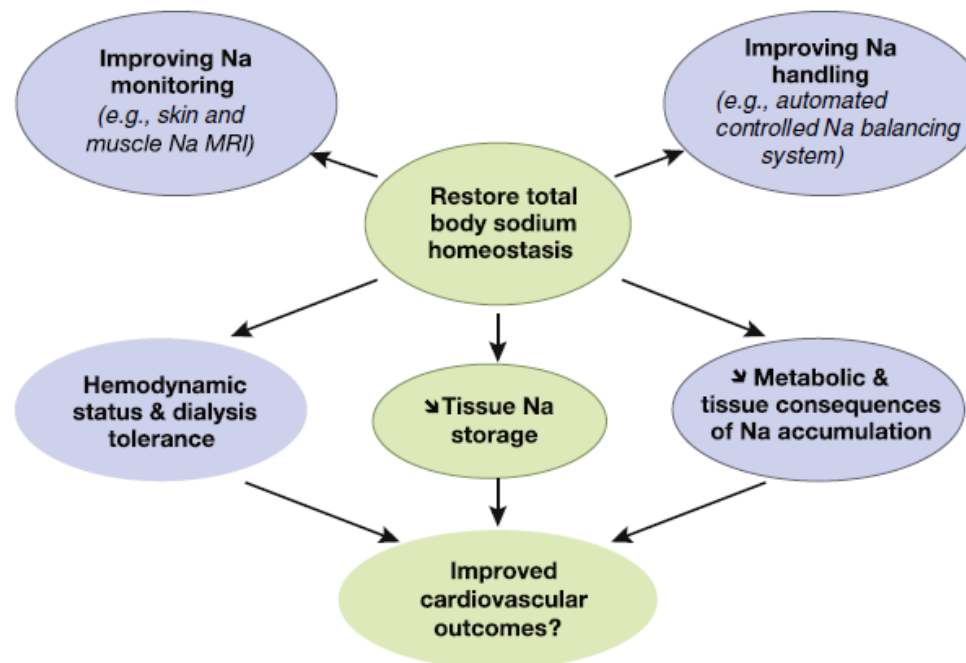 Improving Na
monitoring
(e.g., skin and
muscle Na MRI)
Improving Na
handling
(e.g., automated
controlled Na balancing
system)
Restore total
body sodium
homeostasis
Hemodynamic
status & dialysis
tolerance
↘ Tissue Na
storage
↘ Metabolic &
tissue consequences
of Na accumulation
Improved
cardiovascular
outcomes?